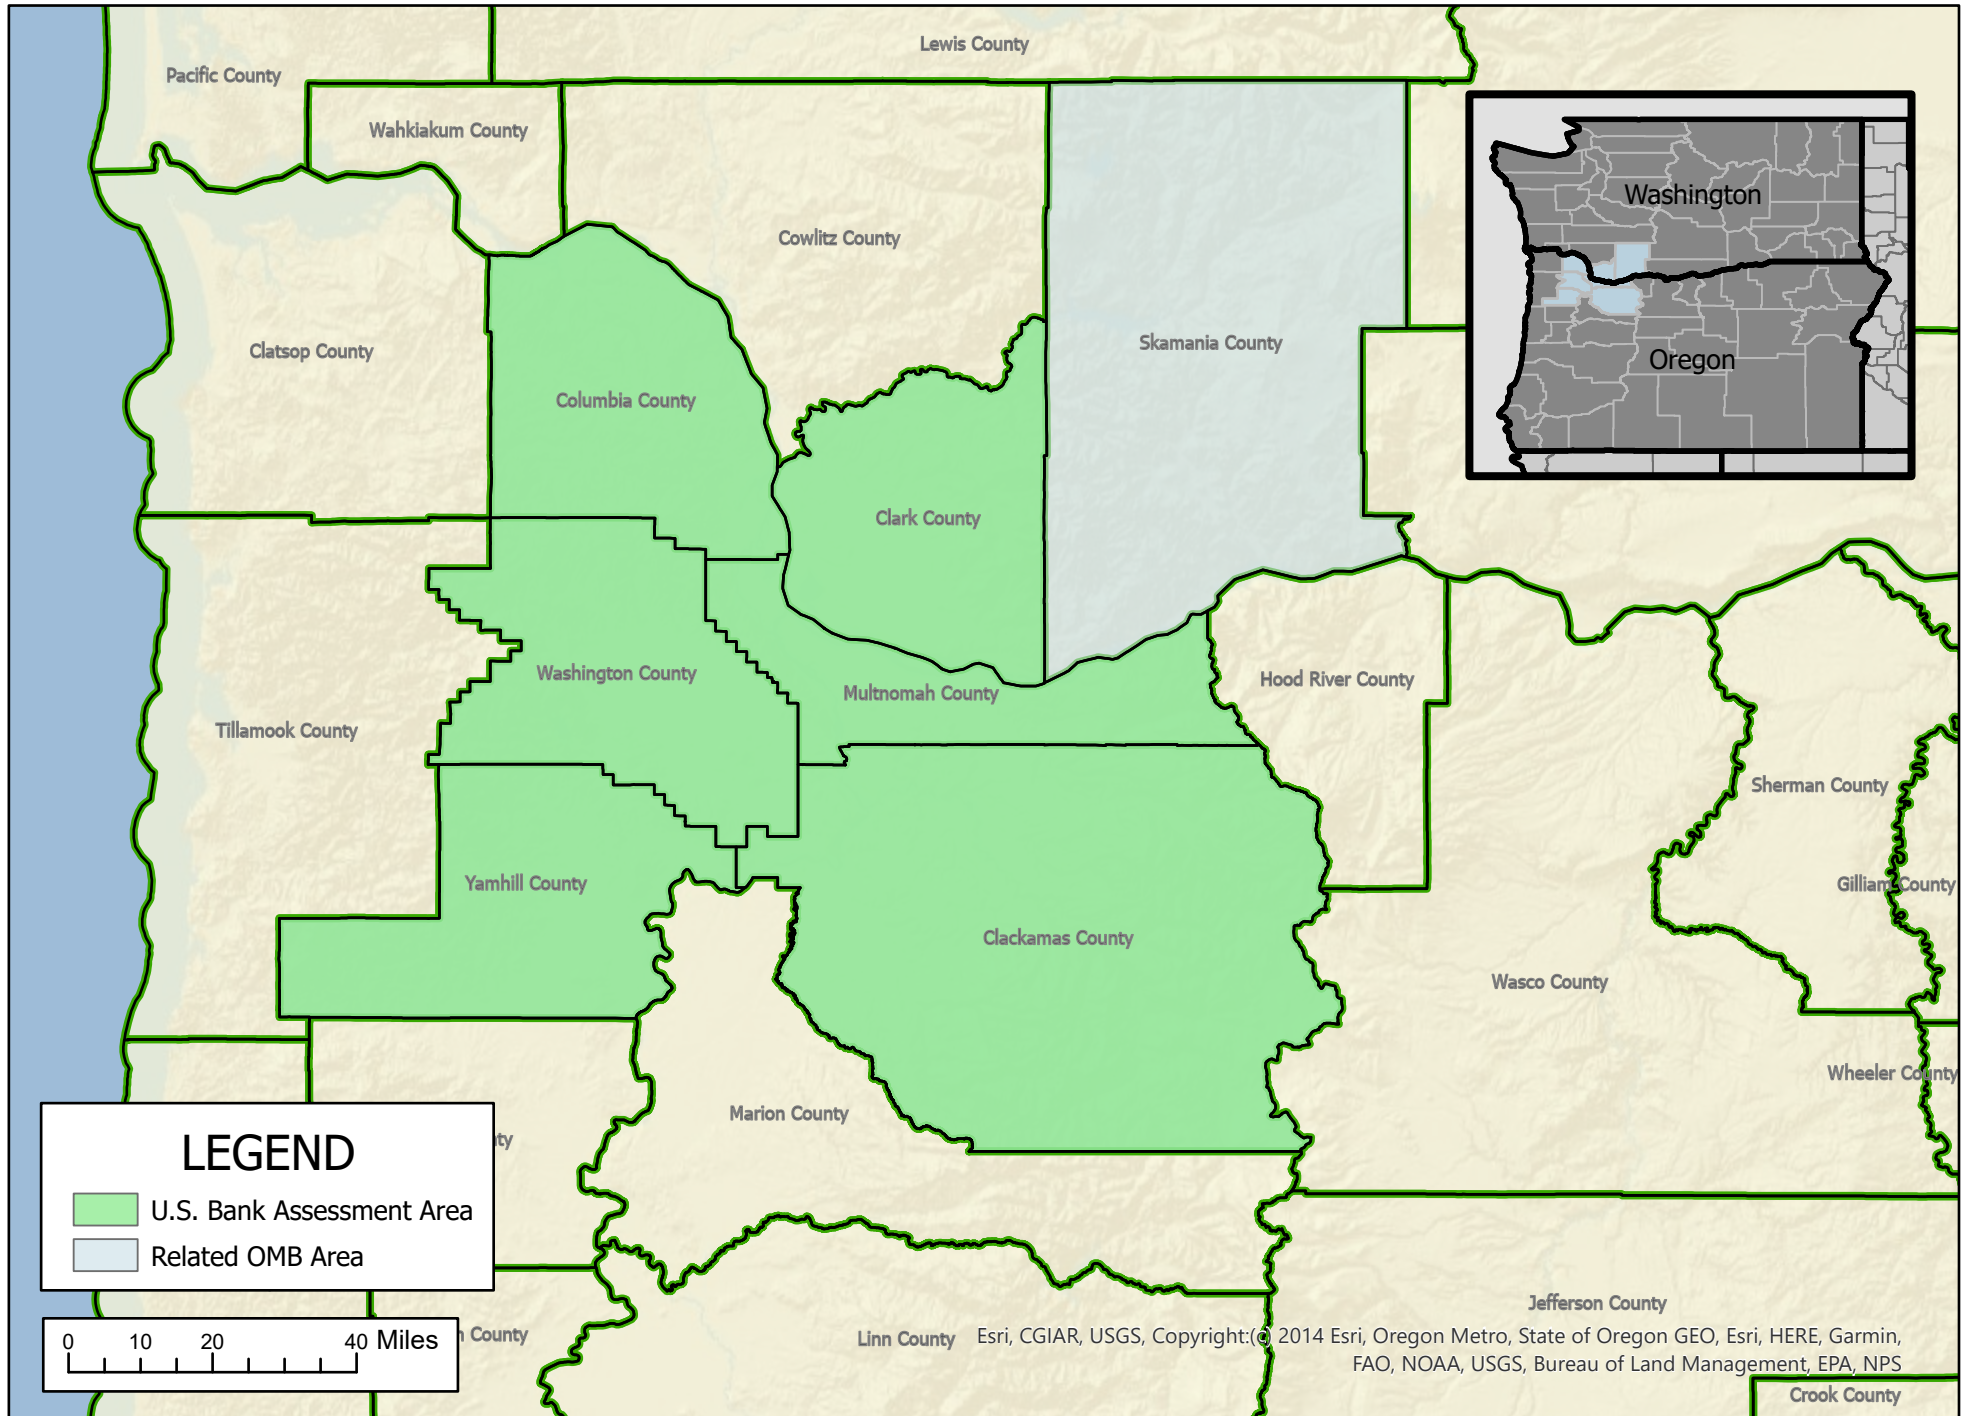 Lewis County
Pacific County
Wahkiakum County
Cowlitz County
Washington
Skamania County
Clatsop County
Oregon
Columbia County
Clark County
Washington County
Hood River County
Multnomah County
Tillamook County
Sherman County
Yamhill County
Gilliam County
Clackamas County
Wasco County
Wheeler County
Marion County
LEGEND
U.S. Bank Assessment Area
Related OMB Area
Jefferson County
0 10 20 40 Miles
County
Linn County
Esri, CGIAR, USGS, Copyright:(c) 2014 Esri, Oregon Metro, State of Oregon GEO, Esri, HERE, Garmin,
FAO, NOAA, USGS, Bureau of Land Management, EPA, NPS
Crook County